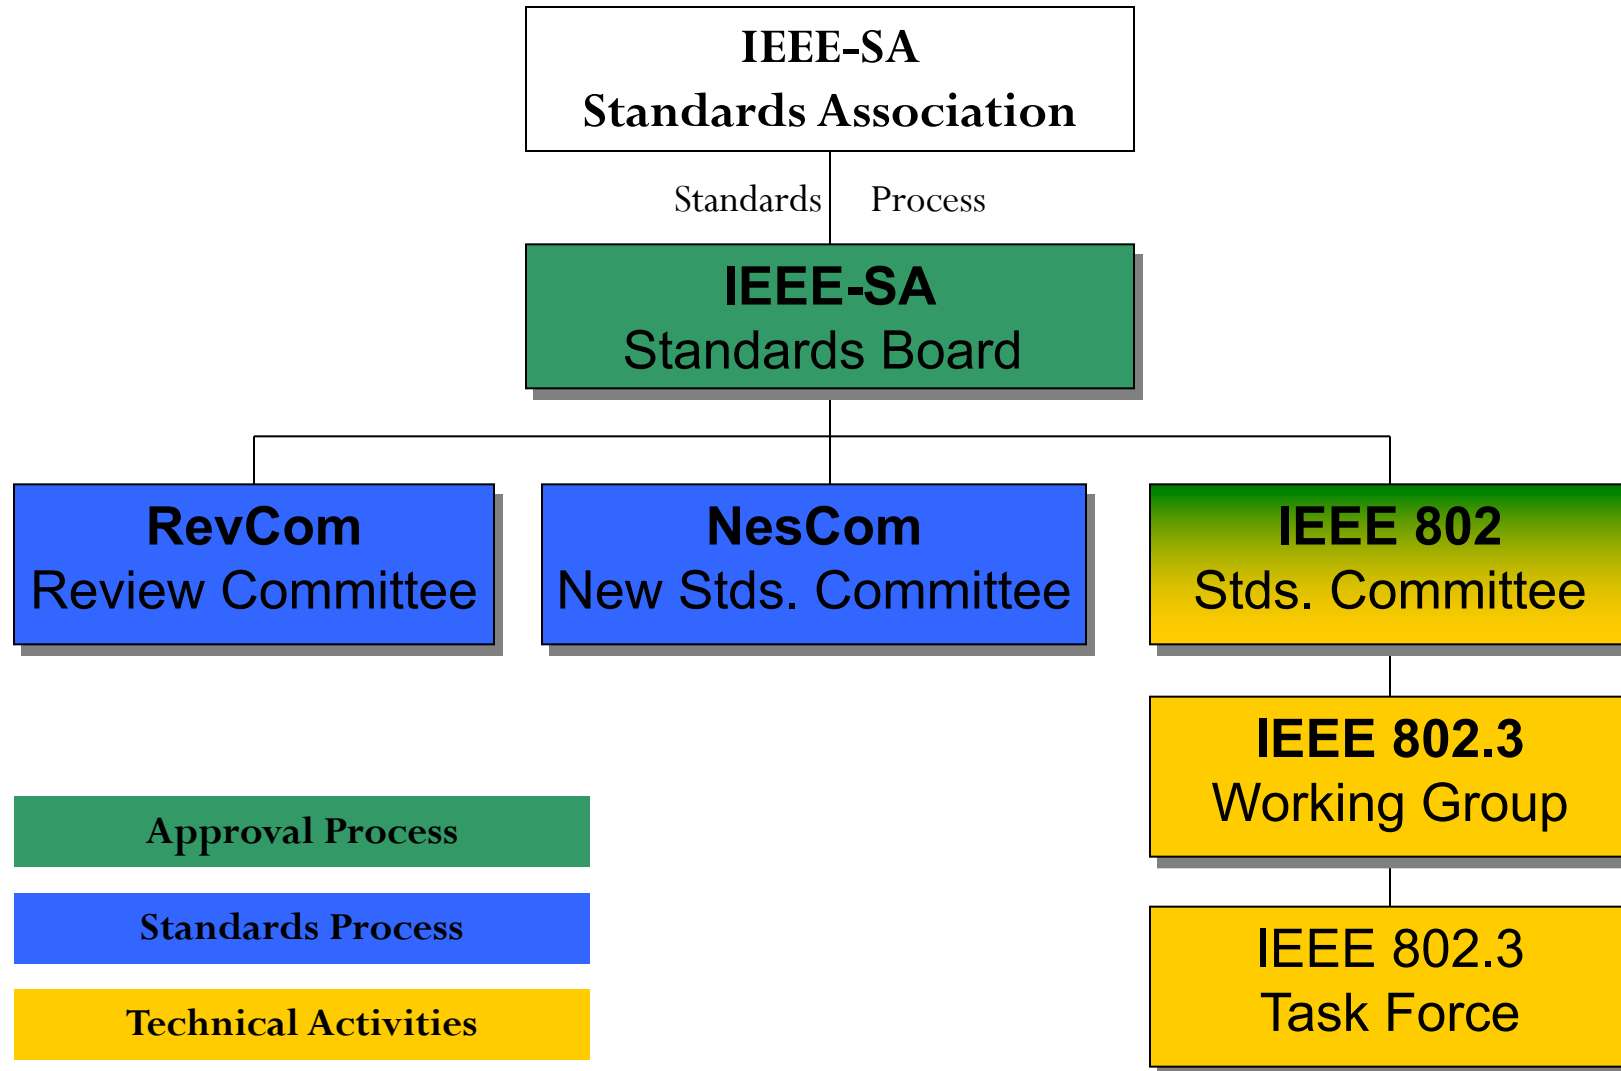 IEEE-SA
Standards Association
Standards Process
IEEE-SA
Standards Board
RevCom
Review Committee
NesCom
New Stds. Committee
IEEE 802
Stds. Committee
IEEE 802.3
Working Group
IEEE 802.3
Task Force
Approval Process
Standards Process
Technical Activities